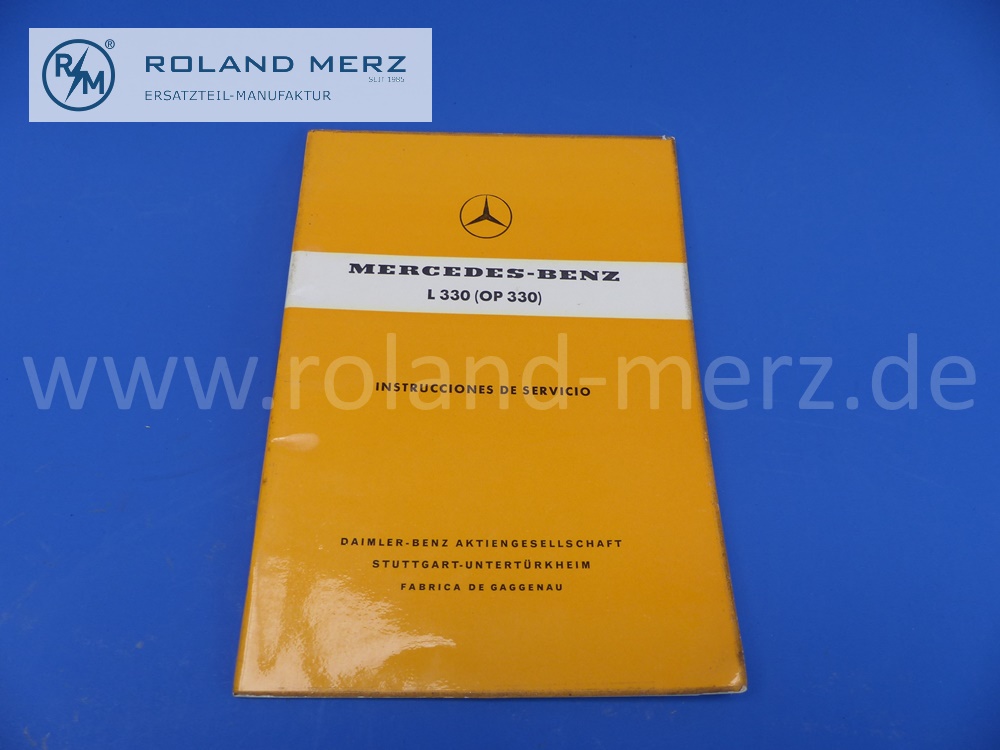 R/M®
ROLAND MERZ
SEIT 1985
ERSATZTEIL-MANUFAKTUR
MERCEDES-BENZ
L 330 (OP 330)
www.roland-merz.de
INSTRUCCIONES DE SERVICIO
DAIMLER-BENZ AKTIENGESELLSCHAFT
STUTTGART-UNTERTÜRKHEIM
FABRICA DE GAGGENAU